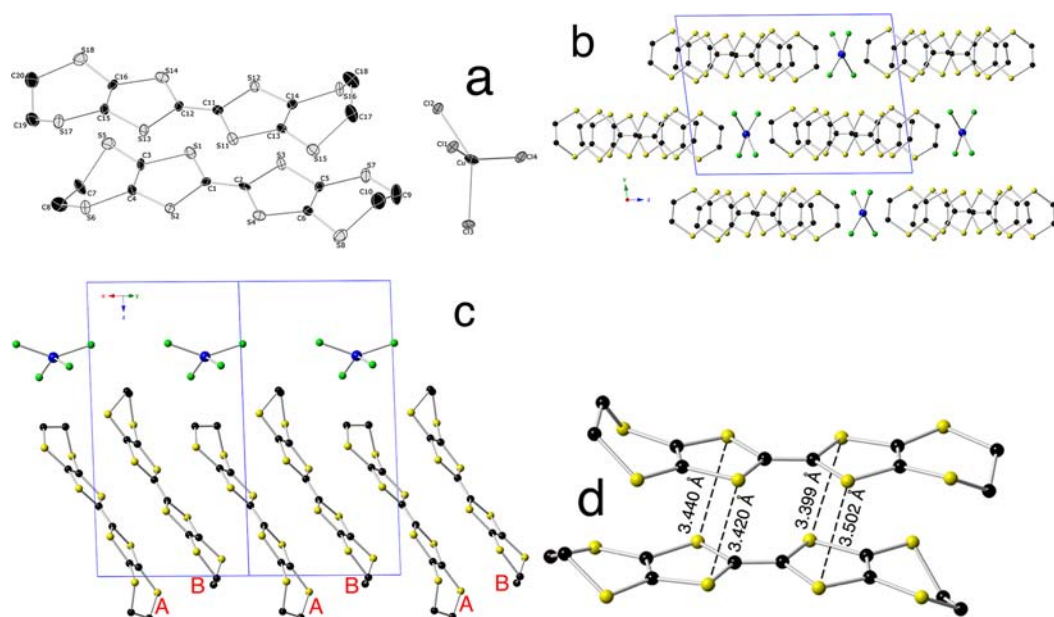 a
S18
C20
S14
C16
S12
C18
S16
C11
C14
C12
C17
C19
S17
C15
S13
S11
C13
S15
S5
C3
S1
S3
S7
C7
C1
C2
C5
C10
C9
C8
S6
C4
S2
S4
C6
S8
Cl2
Cl1
Cu
Cl4
Cl3
b
y
x
z
c
x
y
z
A
B
A
B
A
B
d
3.440 Å
3.420 Å
3.399 Å
3.502 Å